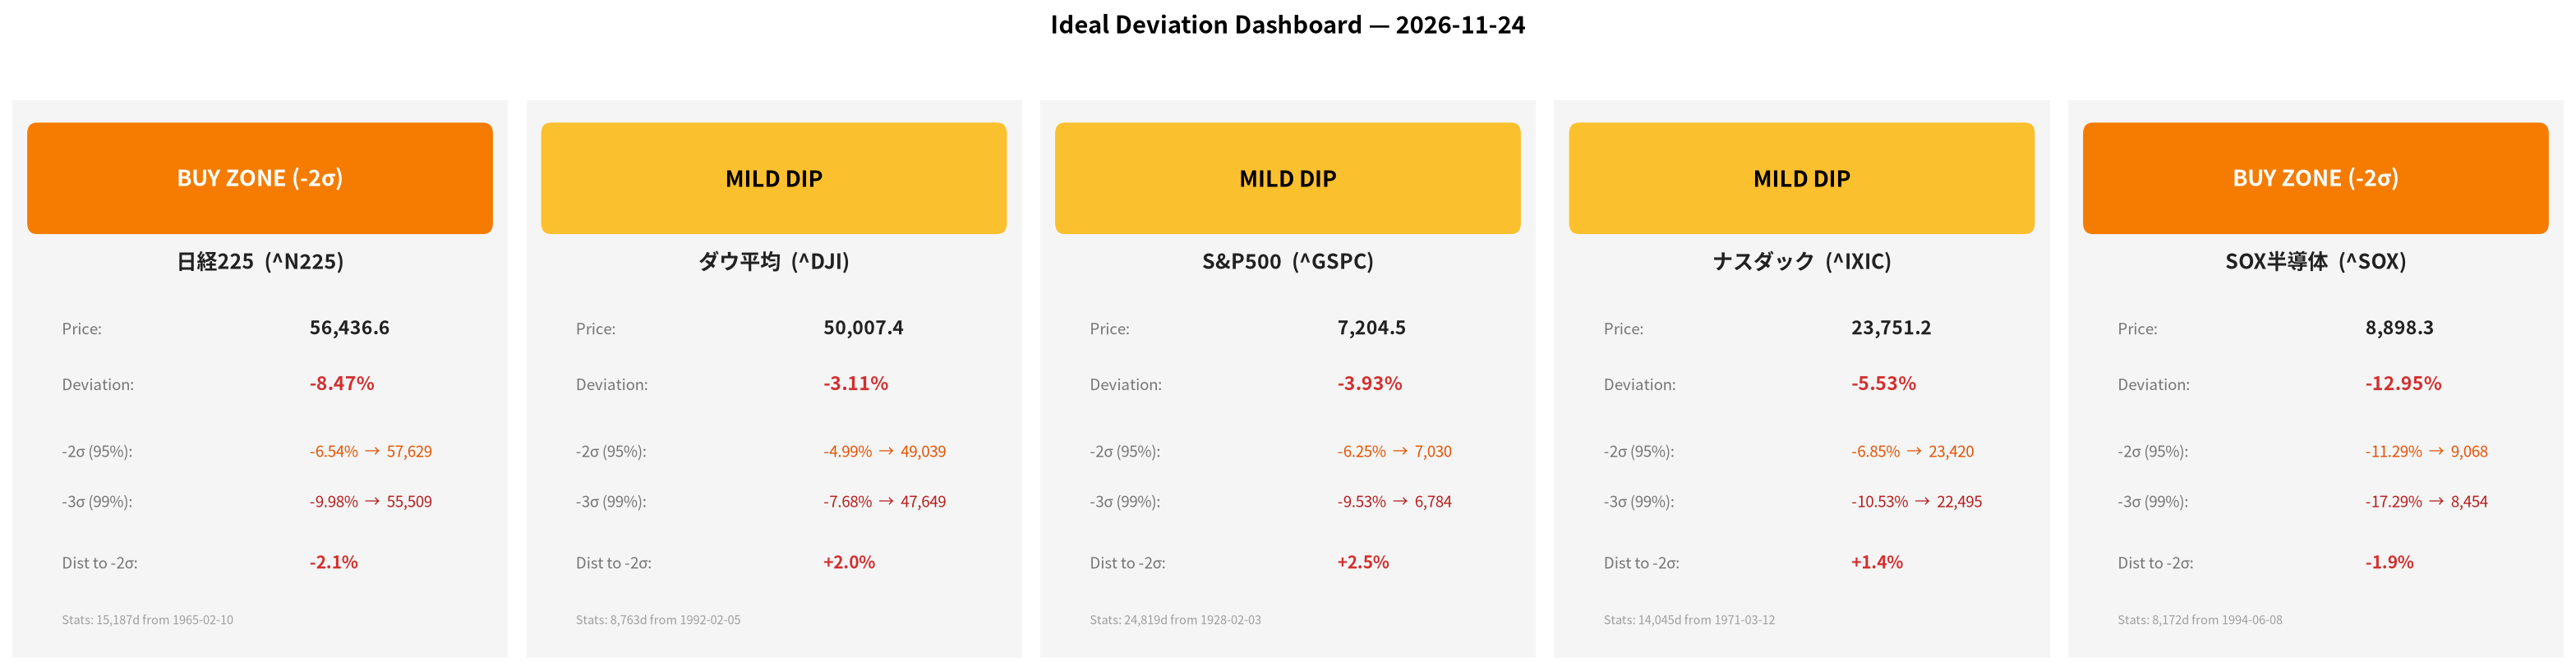 Ideal Deviation Dashboard — 2026-11-24
BUY ZONE (-2σ)
日経225 (^N225)
Price: 56,436.6
Deviation: -8.47%
-2σ (95%): -6.54% → 57,629
-3σ (99%): -9.98% → 55,509
Dist to -2σ: -2.1%
Stats: 15,187d from 1965-02-10
MILD DIP
ダウ平均 (^DJI)
Price: 50,007.4
Deviation: -3.11%
-2σ (95%): -4.99% → 49,039
-3σ (99%): -7.68% → 47,649
Dist to -2σ: +2.0%
Stats: 8,763d from 1992-02-05
MILD DIP
S&P500 (^GSPC)
Price: 7,204.5
Deviation: -3.93%
-2σ (95%): -6.25% → 7,030
-3σ (99%): -9.53% → 6,784
Dist to -2σ: +2.5%
Stats: 24,819d from 1928-02-03
MILD DIP
ナスダック (^IXIC)
Price: 23,751.2
Deviation: -5.53%
-2σ (95%): -6.85% → 23,420
-3σ (99%): -10.53% → 22,495
Dist to -2σ: +1.4%
Stats: 14,045d from 1971-03-12
BUY ZONE (-2σ)
SOX半導体 (^SOX)
Price: 8,898.3
Deviation: -12.95%
-2σ (95%): -11.29% → 9,068
-3σ (99%): -17.29% → 8,454
Dist to -2σ: -1.9%
Stats: 8,172d from 1994-06-08